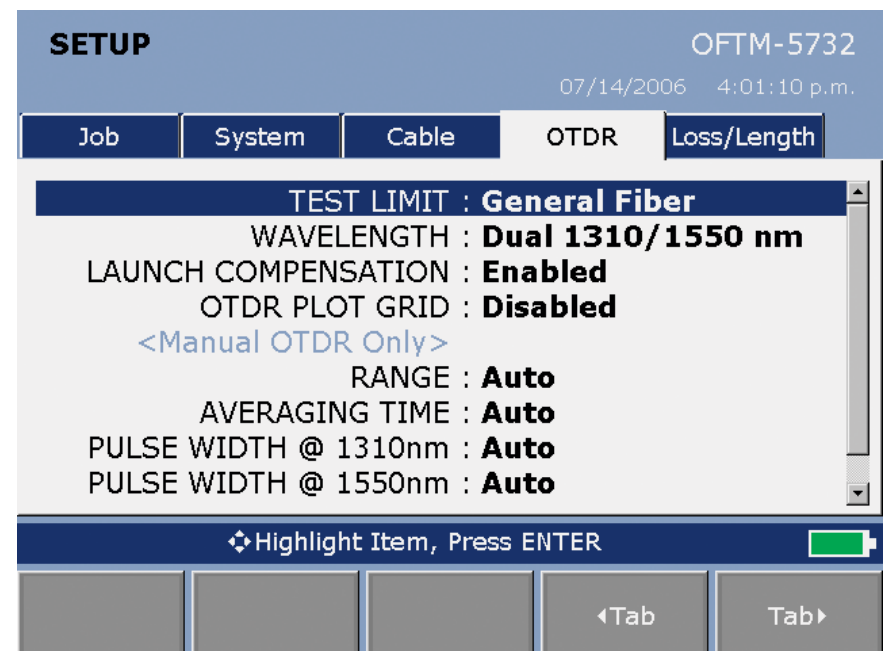 SETUP
OFTM-5732
07/14/2006 4:01:10 p.m.
Job System Cable OTDR Loss/Length
TEST LIMIT : General Fiber
WAVELENGTH : Dual 1310/1550 nm
LAUNCH COMPENSATION : Enabled
OTDR PLOT GRID : Disabled
<Manual OTDR Only>
RANGE : Auto
AVERAGING TIME : Auto
PULSE WIDTH @ 1310nm : Auto
PULSE WIDTH @ 1550nm : Auto
Highlight Item, Press ENTER
Tab Tab